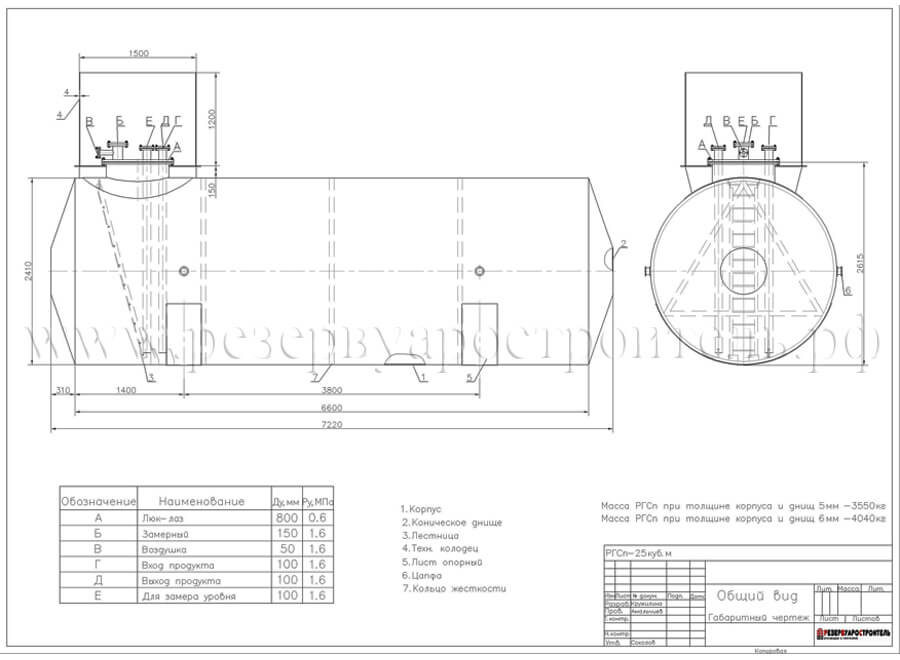 1500
4
4
В
Б
Е
Д
Г
А
1200
150
2410
2
3
7
1
5
310
1400
3800
6600
7220
Д
В
Е
Б
Г
А
2615
6
www.резервуаростроитель.рф
Обозначение Наименование Ду,мм Ру,МПа
А Люк-лаз 800 0.6
Б Замерный 150 1.6
В Воздушка 50 1.6
Г Вход продукта 100 1.6
Д Выход продукта 100 1.6
Е Для замера уровня 100 1.6
1.Корпус
2.Коническое днище
3.Лестница
4.Техн. колодец
5.Лист опорный
6.Цапфа
7.Кольцо жесткости
Масса РГСп при толщине корпуса и днищ 5мм -3550кг
Масса РГСп при толщине корпуса и днищ 6мм -4040кг
РГСп-25куб.м
Изм Лист № докум. Подп. Дата
Разраб. Кружилина
Пров. Амальчиев
Т.контр.
Н.контр.
Утв. Соколов
Общий вид
Габаритный чертеж
Лит. Масса Лит.
Лист Листов
РЕЗЕРВУАРОСТРОИТЕЛЬ
Копировал